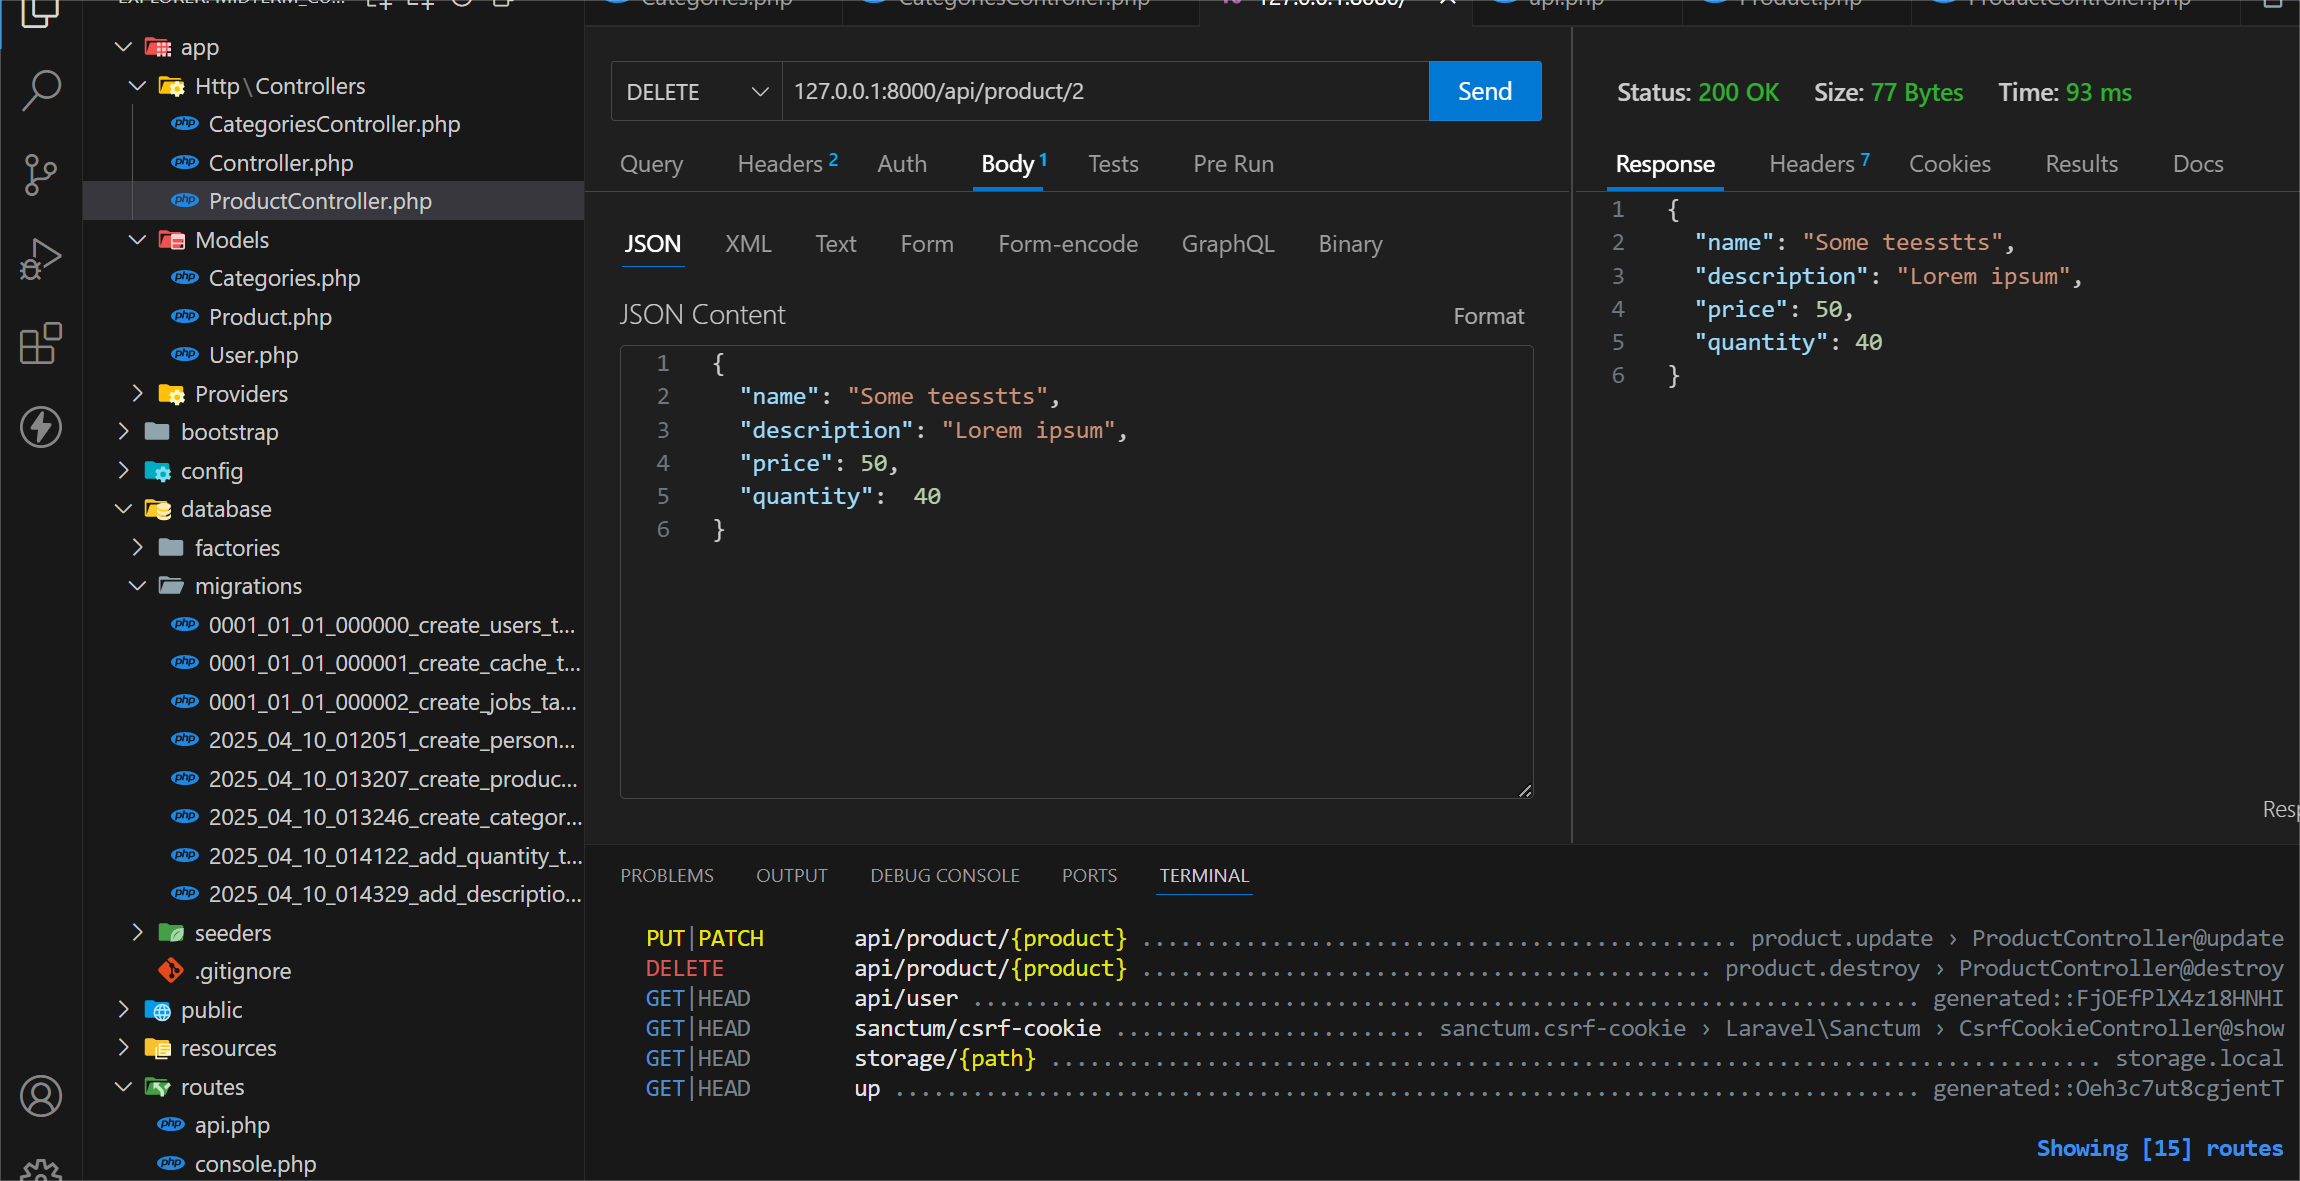 EXPLORER: MIDTERM_CO...
app
Http\Controllers
CategoriesController.php
Controller.php
ProductController.php
Models
Categories.php
Product.php
User.php
Providers
bootstrap
config
database
factories
migrations
0001_01_01_000000_create_users_t...
0001_01_01_000001_create_cache_t...
0001_01_01_000002_create_jobs_ta...
2025_04_10_012051_create_person...
2025_04_10_013207_create_produc...
2025_04_10_013246_create_categor...
2025_04_10_014122_add_quantity_t...
2025_04_10_014329_add_descriptio...
seeders
.gitignore
public
resources
routes
api.php
console.php
Categories.php CategoriesController.php 127.0.0.1:8080/ api.php Product.php ProductController.php
DELETE 127.0.0.1:8000/api/product/2 Send
Query Headers 2 Auth Body 1 Tests Pre Run
JSON XML Text Form Form-encode GraphQL Binary
JSON Content Format
1 {
2 "name": "Some teesstts",
3 "description": "Lorem ipsum",
4 "price": 50,
5 "quantity":  40
6 }
Status: 200 OK Size: 77 Bytes Time: 93 ms
Response Headers 7 Cookies Results Docs
1 {
2 "name": "Some teesstts",
3 "description": "Lorem ipsum",
4 "price": 50,
5 "quantity": 40
6 }
PROBLEMS OUTPUT DEBUG CONSOLE PORTS TERMINAL
PUT|PATCH api/product/{product} .............................................. product.update › ProductController@update
DELETE api/product/{product} ............................................ product.destroy › ProductController@destroy
GET|HEAD api/user ......................................................................... generated::FjOEfPlX4z18HNHI
GET|HEAD sanctum/csrf-cookie ........................ sanctum.csrf-cookie › Laravel\Sanctum › CsrfCookieController@show
GET|HEAD storage/{path} ................................................................................. storage.local
GET|HEAD up ............................................................................... generated::Oeh3c7ut8cgjentT
Showing [15] routes